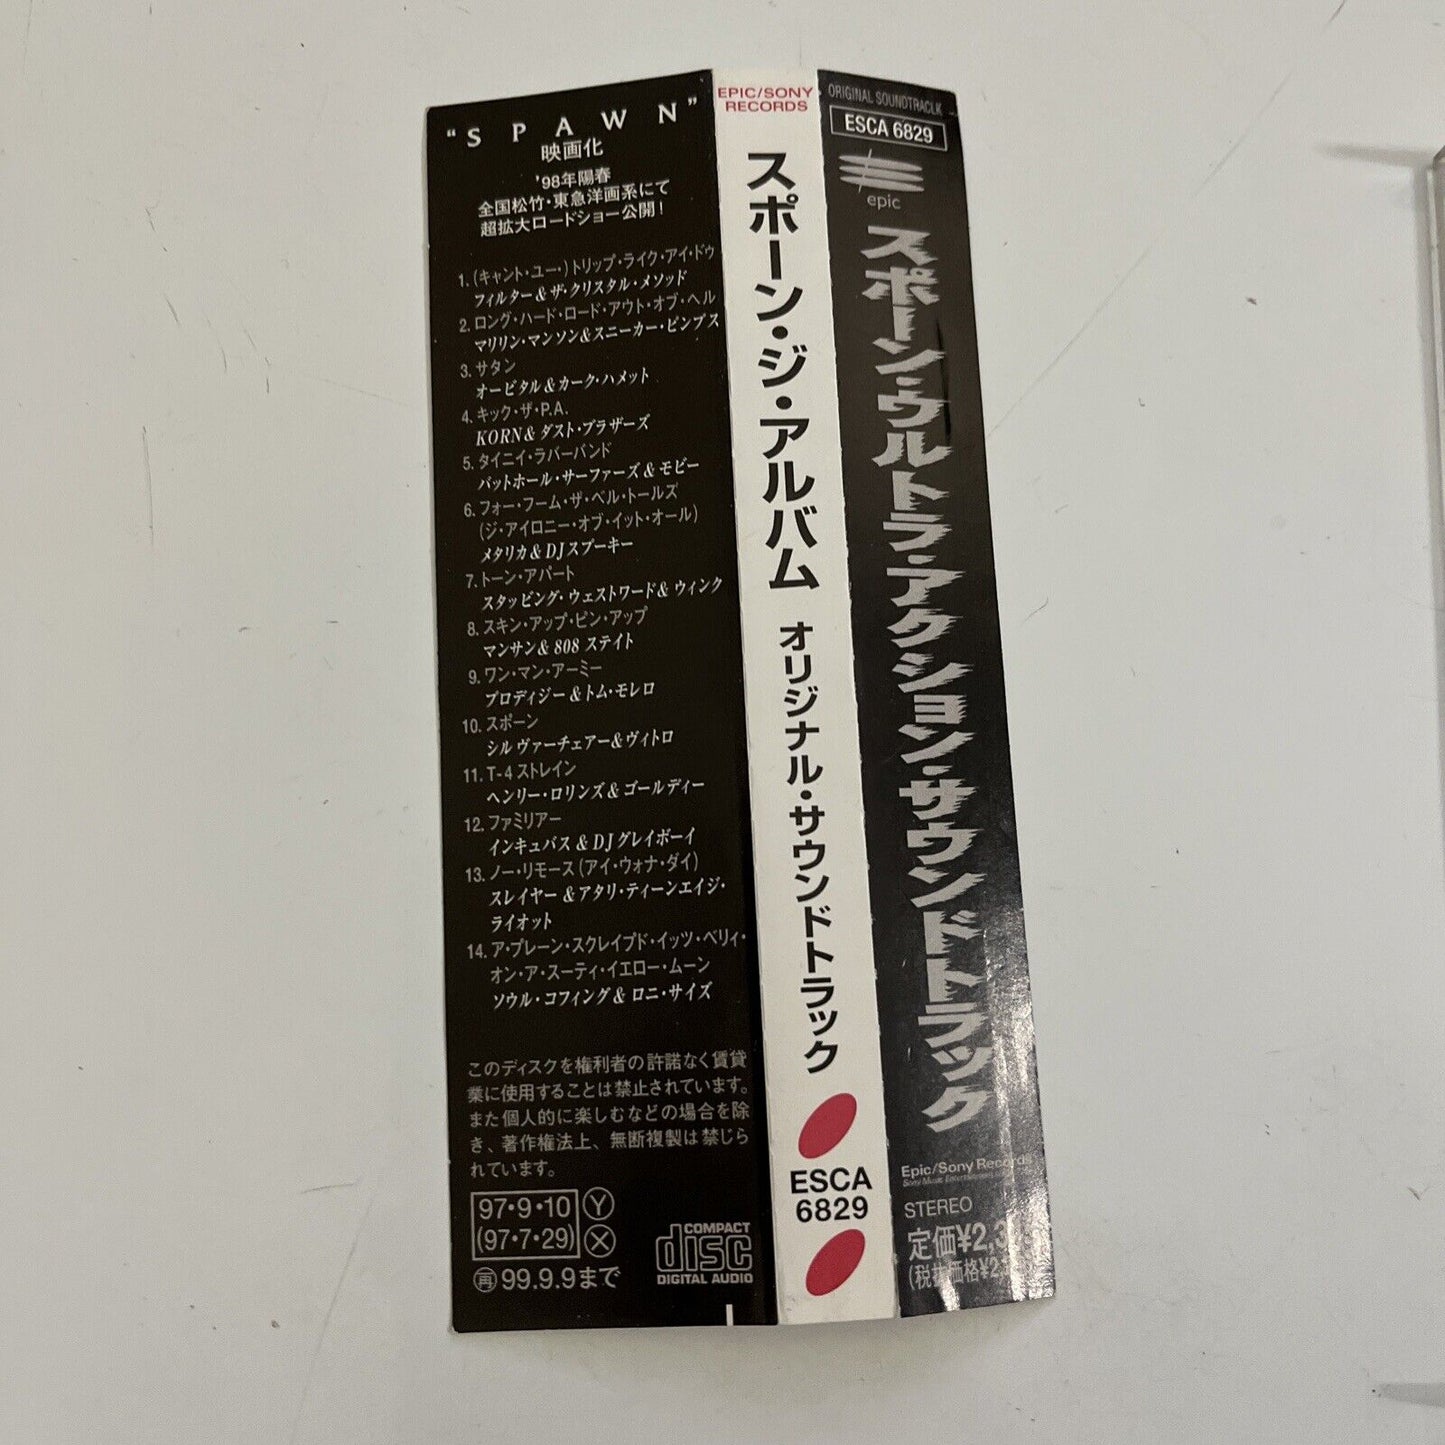 “SPAWN”
映画化
'98年陽春
全国松竹・東急洋画系にて
超拡大ロードショー公開!
1. (キャント・ユー・) トリップ・ライク・アイ・ドゥ
フィルター&ザ・クリスタル・メソッド
2. ロング・ハード・ロード・アウト・オブ・ヘル
マリリン・マンソン&スニーカー・ピンプス
3. サタン
オービタル&カーク・ハメット
4. キック・ザ・P.A.
KORN&ダスト・ブラザーズ
5. タイニィ・ラバーバンド
バットホール・サーファーズ&モビー
6. フォー・フーム・ザ・ベル・トールズ
(ジ・アイロニー・オブ・イット・オール)
メタリカ&DJスプーキー
7. トーン・アパート
スタッビング・ウェストワード&ウィンク
8. スキン・アップ・ピン・アップ
マンサン&808 ステイト
9. ワン・マン・アーミー
プロディジー&トム・モレロ
10. スポーン
シルヴァーチェアー&ヴィトロ
11. T-4 ストレイン
ヘンリー・ロリンズ&ゴールディー
12. ファミリアー
インキュバス&DJグレイボーイ
13. ノー・リモース (アイ・ウォナ・ダイ)
スレイヤー&アタリ・ティーンエイジ・
ライオット
14. ア・プレーン・スクレイプド・イッツ・ベリィ・
オン・ア・スーティ・イエロー・ムーン
ソウル・コフィング&ロニ・サイズ
このディスクを権利者の許諾なく賃貸
業に使用することは禁止されています。
また個人的に楽しむなどの場合を除
き、著作権法上、無断複製は禁じら
れています。
97・9・10 Y
(97・7・29) X
再 99.9.9まで
COMPACT
disc
DIGITAL AUDIO
EPIC/SONY
RECORDS
スポーン・ジ・アルバム オリジナル・サウンドトラック
ESCA
6829
ORIGINAL SOUNDTRACLK
ESCA 6829
epic
スポーン・ウルトラ・アクション・サウンドトラック
Epic/Sony Records
STEREO
定価¥2,3
(税抜価格¥2,